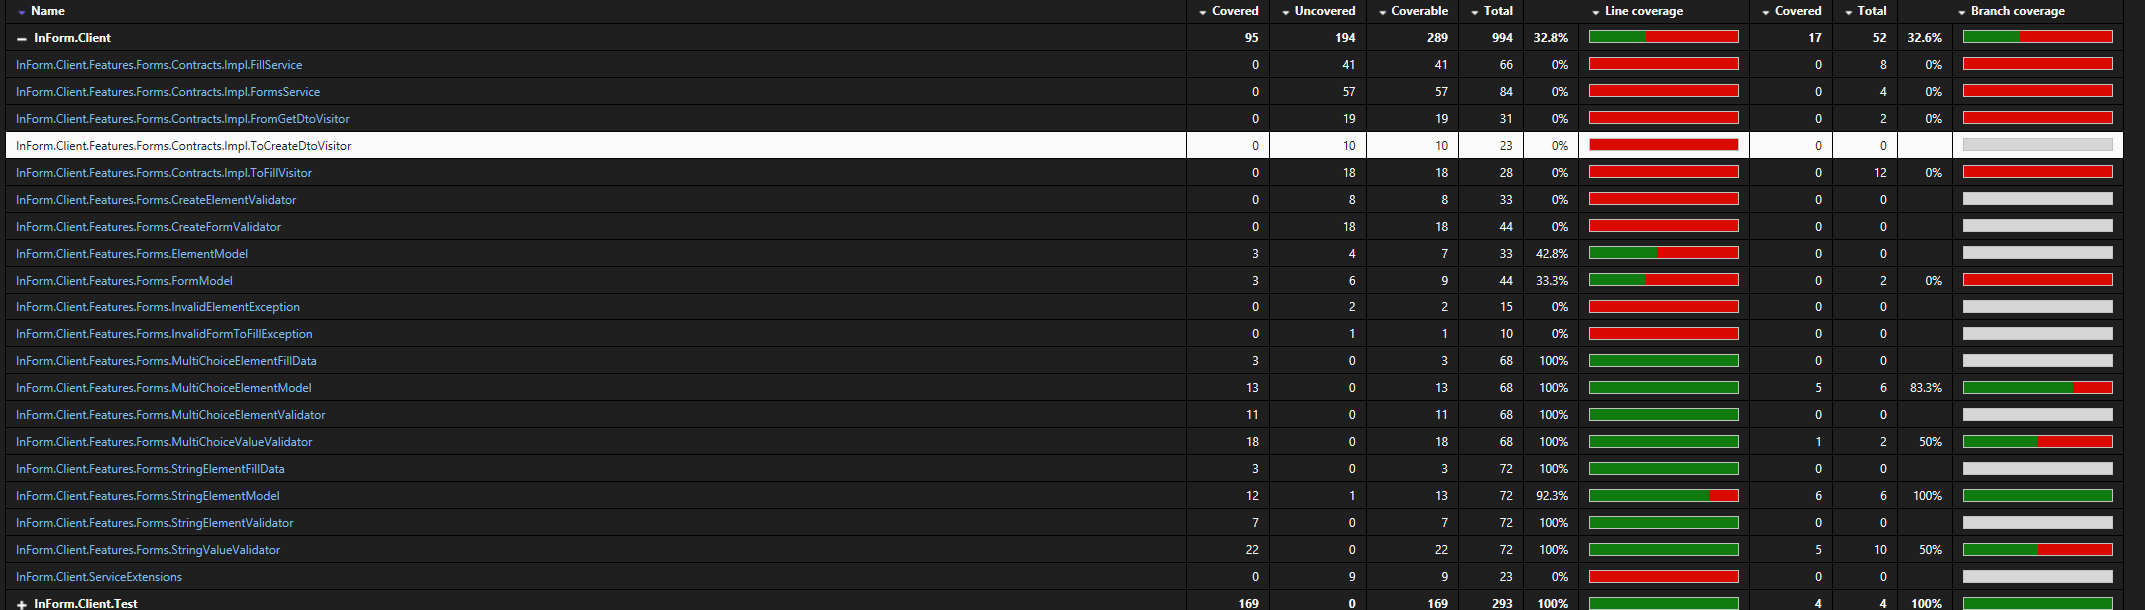 Name Covered Uncovered Coverable Total Line coverage Covered Total Branch coverage
InForm.Client 95 194 289 994 32.8% 17 52 32.6%
InForm.Client.Features.Forms.Contracts.Impl.FillService 0 41 41 66 0% 0 8 0%
InForm.Client.Features.Forms.Contracts.Impl.FormsService 0 57 57 84 0% 0 4 0%
InForm.Client.Features.Forms.Contracts.Impl.FromGetDtoVisitor 0 19 19 31 0% 0 2 0%
InForm.Client.Features.Forms.Contracts.Impl.ToCreateDtoVisitor 0 10 10 23 0% 0 0
InForm.Client.Features.Forms.Contracts.Impl.ToFillVisitor 0 18 18 28 0% 0 12 0%
InForm.Client.Features.Forms.CreateElementValidator 0 8 8 33 0% 0 0
InForm.Client.Features.Forms.CreateFormValidator 0 18 18 44 0% 0 0
InForm.Client.Features.Forms.ElementModel 3 4 7 33 42.8% 0 0
InForm.Client.Features.Forms.FormModel 3 6 9 44 33.3% 0 2 0%
InForm.Client.Features.Forms.InvalidElementException 0 2 2 15 0% 0 0
InForm.Client.Features.Forms.InvalidFormToFillException 0 1 1 10 0% 0 0
InForm.Client.Features.Forms.MultiChoiceElementFillData 3 0 3 68 100% 0 0
InForm.Client.Features.Forms.MultiChoiceElementModel 13 0 13 68 100% 5 6 83.3%
InForm.Client.Features.Forms.MultiChoiceElementValidator 11 0 11 68 100% 0 0
InForm.Client.Features.Forms.MultiChoiceValueValidator 18 0 18 68 100% 1 2 50%
InForm.Client.Features.Forms.StringElementFillData 3 0 3 72 100% 0 0
InForm.Client.Features.Forms.StringElementModel 12 1 13 72 92.3% 6 6 100%
InForm.Client.Features.Forms.StringElementValidator 7 0 7 72 100% 0 0
InForm.Client.Features.Forms.StringValueValidator 22 0 22 72 100% 5 10 50%
InForm.Client.ServiceExtensions 0 9 9 23 0% 0 0
InForm.Client.Test 169 0 169 293 100% 4 4 100%